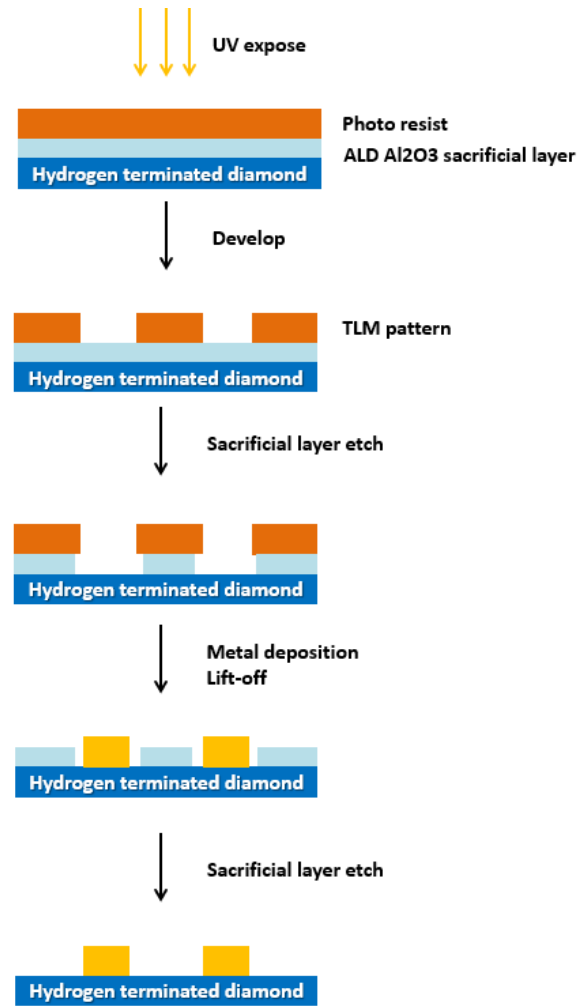 UV expose
Photo resist
ALD Al2O3 sacrificial layer
Hydrogen terminated diamond
Develop
TLM pattern
Hydrogen terminated diamond
Sacrificial layer etch
Hydrogen terminated diamond
Metal deposition
Lift-off
Hydrogen terminated diamond
Sacrificial layer etch
Hydrogen terminated diamond